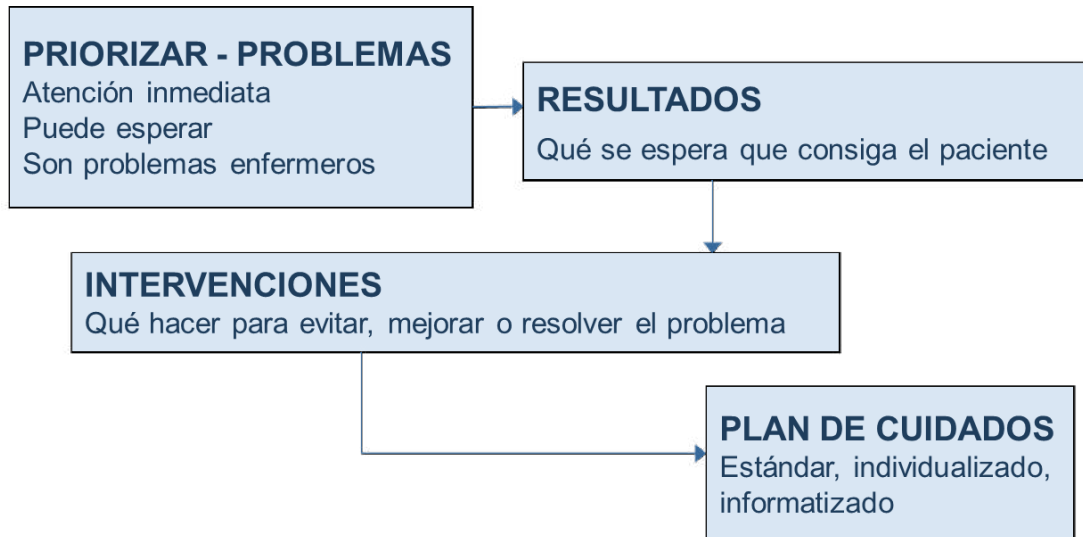 PRIORIZAR - PROBLEMAS
Atención inmediata
Puede esperar
Son problemas enfermeros
RESULTADOS
Qué se espera que consiga el paciente
INTERVENCIONES
Qué hacer para evitar, mejorar o resolver el problema
PLAN DE CUIDADOS
Estándar, individualizado,
informatizado